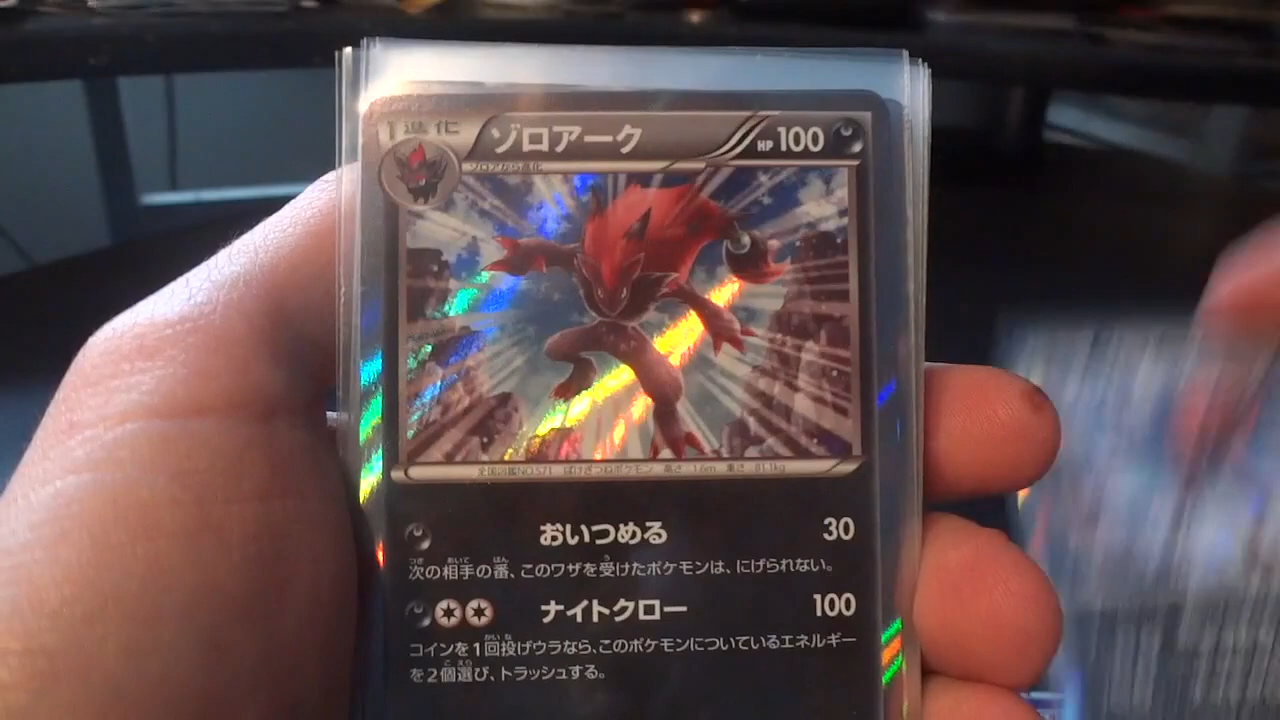 1進化
ゾロアーク HP 100
ゾロアから進化
全国図鑑NO.571 ばけぎつねポケモン 高さ:1.6m 重さ:81.1kg
おいつめる 30
次の相手の番、このワザを受けたポケモンは、にげられない。
ナイトクロー 100
コインを1回投げウラなら、このポケモンについているエネルギー
を2個選び、トラッシュする。